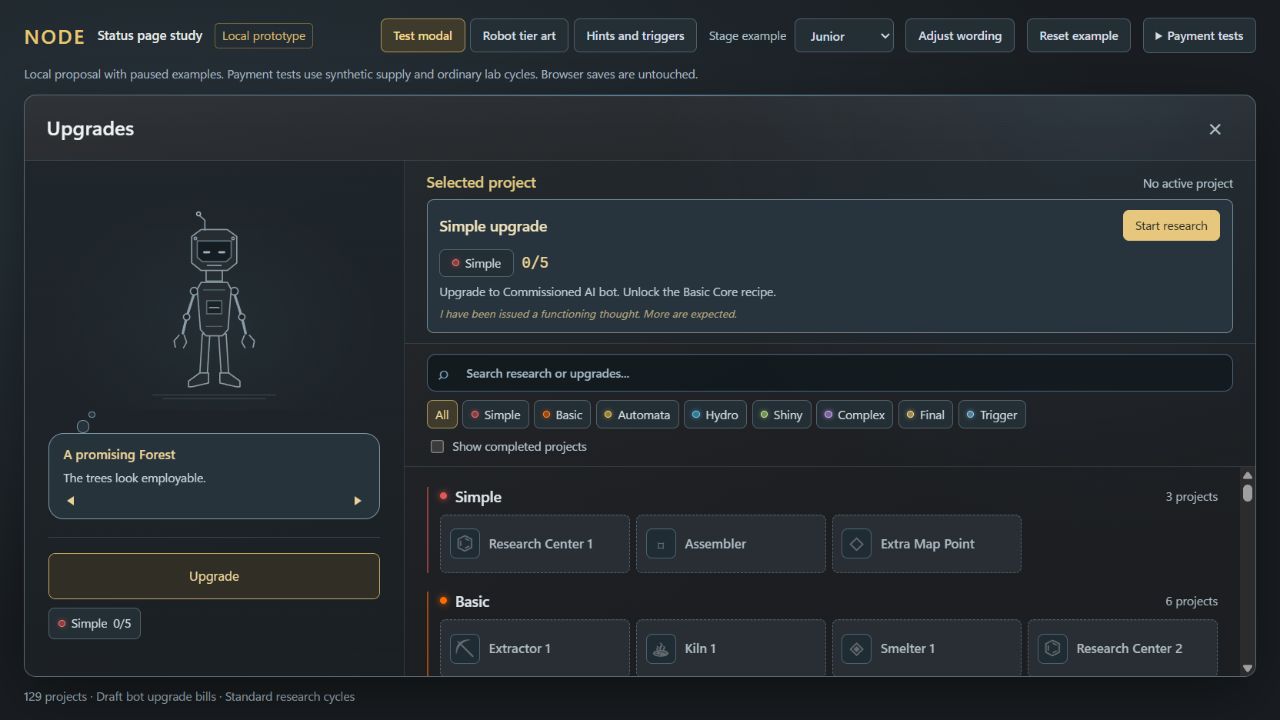 NODE Status page study Local prototype Test modal Robot tier art Hints and triggers Stage example Junior Adjust wording Reset example Payment tests
Local proposal with paused examples. Payment tests use synthetic supply and ordinary lab cycles. Browser saves are untouched.
Upgrades
Selected project No active project
Simple upgrade Start research
Simple 0/5
Upgrade to Commissioned AI bot. Unlock the Basic Core recipe.
I have been issued a functioning thought. More are expected.
Search research or upgrades...
All Simple Basic Automata Hydro Shiny Complex Final Trigger
Show completed projects
A promising Forest
The trees look employable.
Upgrade
Simple 0/5
Simple 3 projects
Research Center 1 Assembler Extra Map Point
Basic 6 projects
Extractor 1 Kiln 1 Smelter 1 Research Center 2
129 projects · Draft bot upgrade bills · Standard research cycles